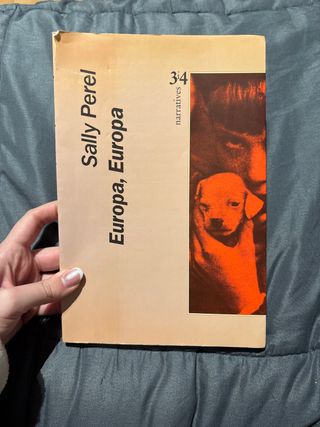 Sally Perel
Europa, Europa
3i4
narratives